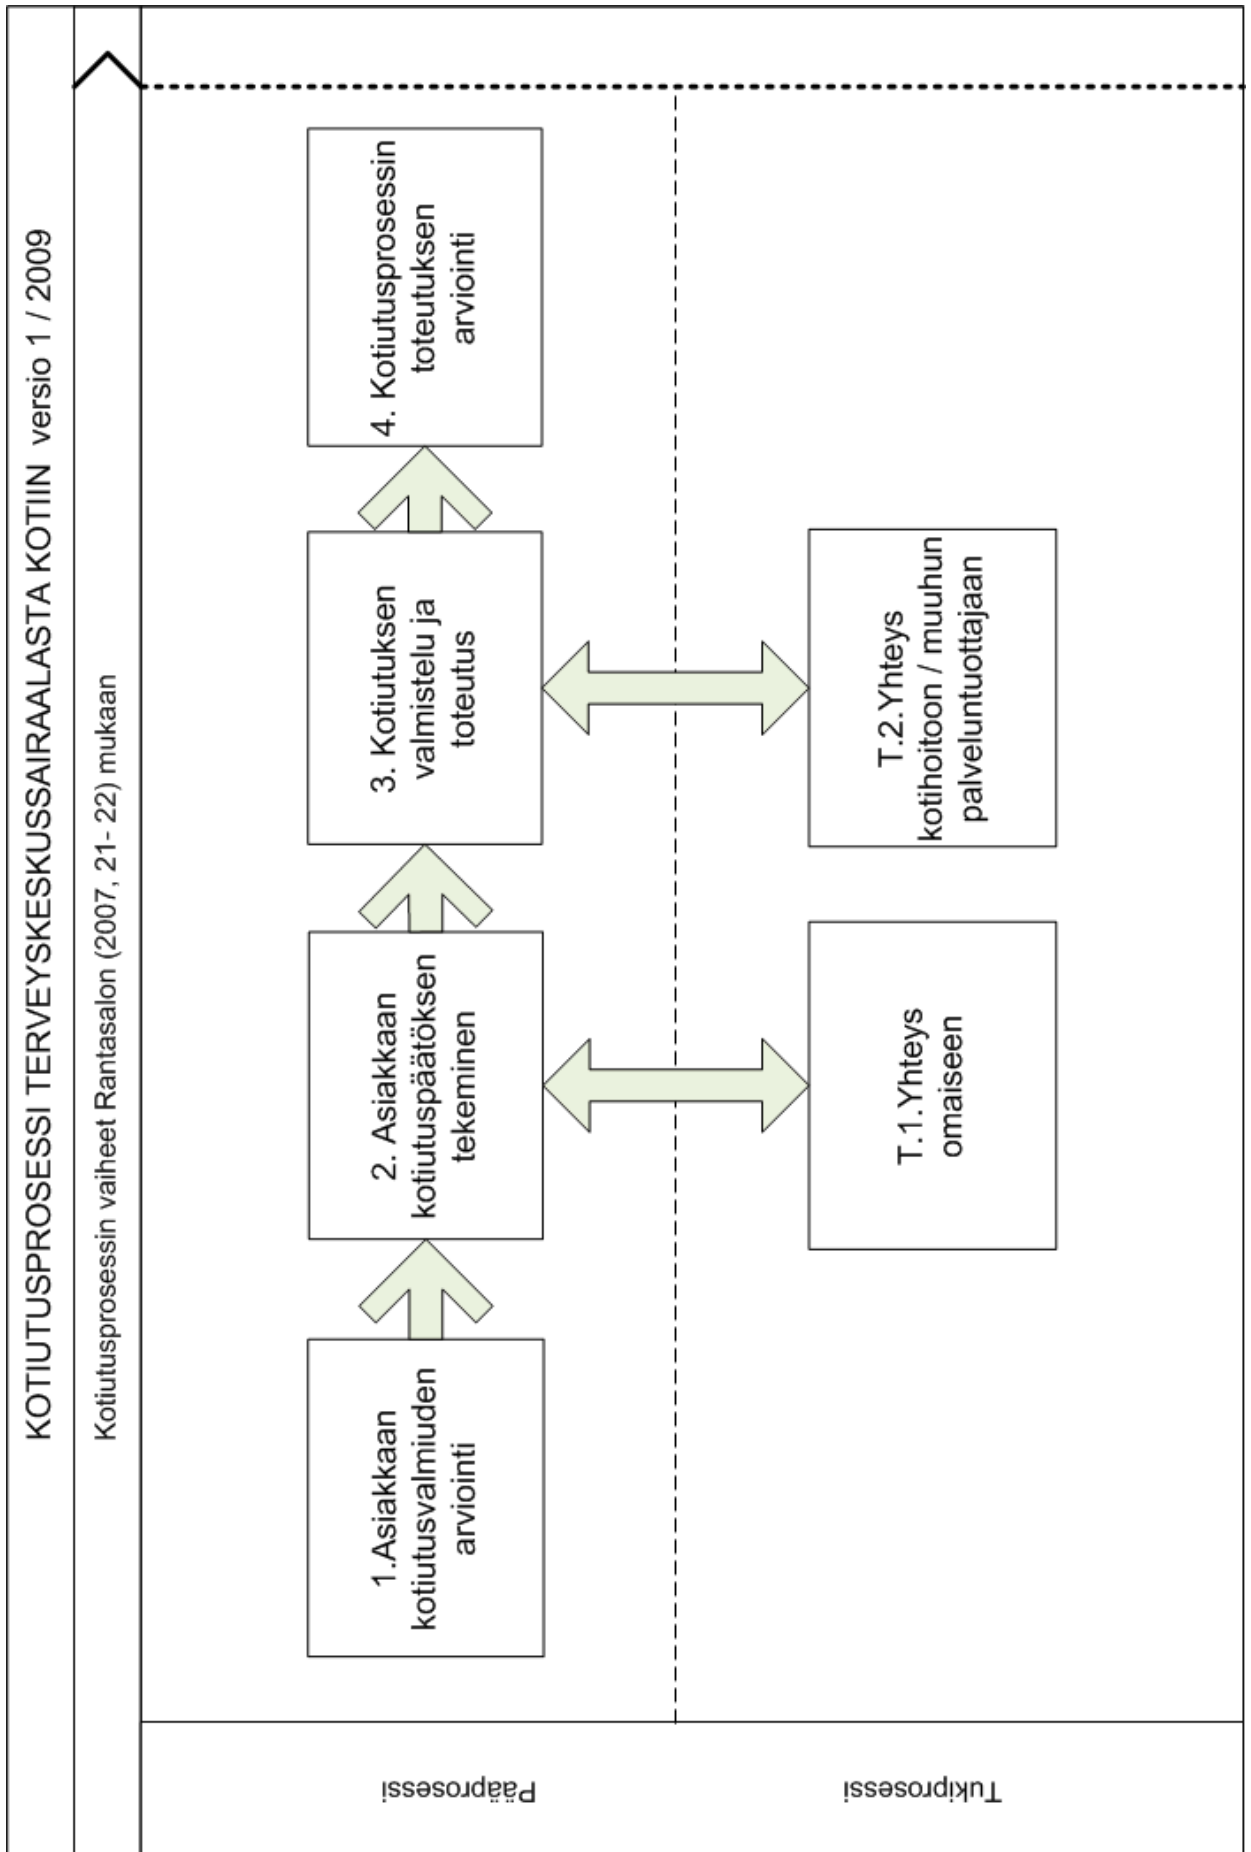 KOTIUTUSPROSESSI TERVEYSKESKUSSAIRAALASTA KOTIIN versio 1 / 2009
Kotiutusprosessin vaiheet Rantasalon (2007, 21- 22) mukaan
Pääprosessi
1.Asiakkaan
kotiutusvalmiuden
arviointi
2. Asiakkaan
kotiutuspäätöksen
tekeminen
3. Kotiutuksen
valmistelu ja
toteutus
4. Kotiutusprosessin
toteutuksen
arviointi
Tukiprosessi
T.1.Yhteys
omaiseen
T.2.Yhteys
kotihoitoon / muuhun
palveluntuottajaan